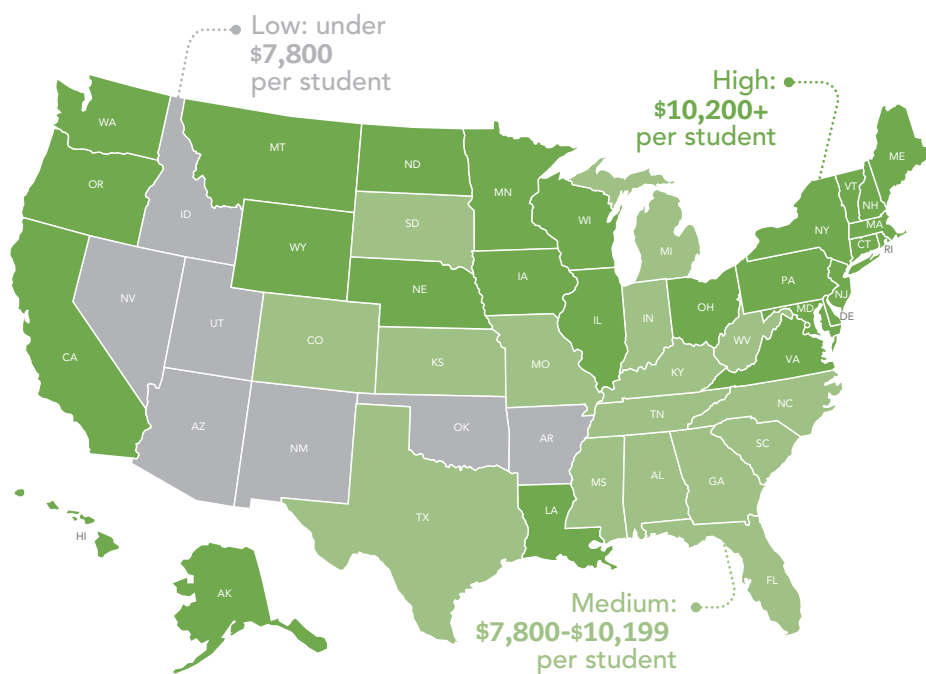 Low: under
$7,800
per student
High:
$10,200+
per student
WA
MT
ND
MN
ME
OR
ID
SD
WI
VT
NH
WY
MI
NY
MA
CT
RI
NV
UT
NE
IA
PA
NJ
IL
IN
OH
MD
DE
CA
CO
KS
MO
WV
VA
KY
AZ
NM
OK
AR
TN
NC
SC
TX
LA
MS
AL
GA
HI
AK
FL
Medium:
$7,800-$10,199
per student